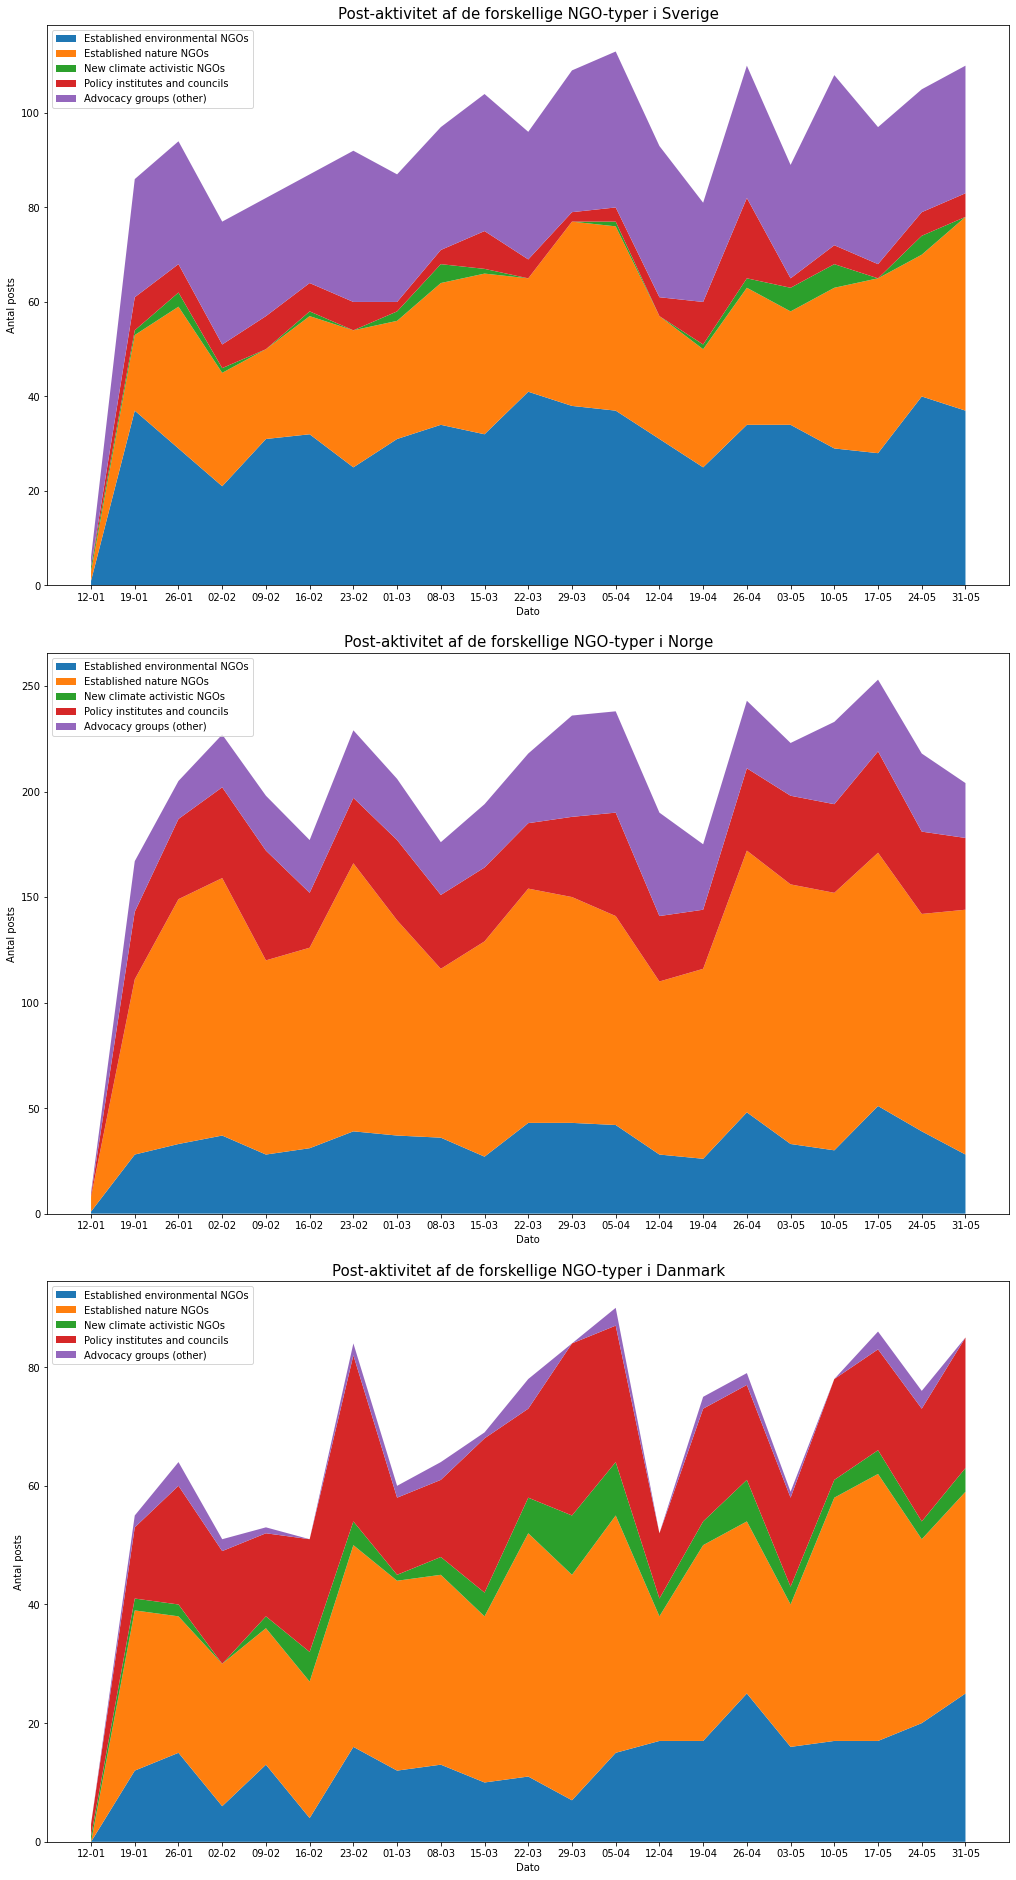 Post-aktivitet af de forskellige NGO-typer i Sverige
Established environmental NGOs
Established nature NGOs
New climate activistic NGOs
Policy institutes and councils
Advocacy groups (other)
100
80
60
40
20
0
Antal posts
12-01 19-01 26-01 02-02 09-02 16-02 23-02 01-03 08-03 15-03 22-03 29-03 05-04 12-04 19-04 26-04 03-05 10-05 17-05 24-05 31-05
Dato
Post-aktivitet af de forskellige NGO-typer i Norge
Established environmental NGOs
Established nature NGOs
New climate activistic NGOs
Policy institutes and councils
Advocacy groups (other)
250
200
150
100
50
0
Antal posts
12-01 19-01 26-01 02-02 09-02 16-02 23-02 01-03 08-03 15-03 22-03 29-03 05-04 12-04 19-04 26-04 03-05 10-05 17-05 24-05 31-05
Dato
Post-aktivitet af de forskellige NGO-typer i Danmark
Established environmental NGOs
Established nature NGOs
New climate activistic NGOs
Policy institutes and councils
Advocacy groups (other)
80
60
40
20
0
Antal posts
12-01 19-01 26-01 02-02 09-02 16-02 23-02 01-03 08-03 15-03 22-03 29-03 05-04 12-04 19-04 26-04 03-05 10-05 17-05 24-05 31-05
Dato